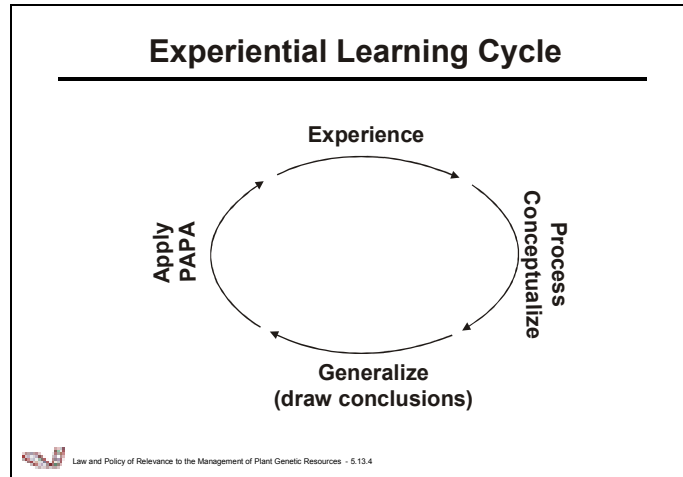 Experiential Learning Cycle
Experience
Process
Conceptualize
Generalize
(draw conclusions)
Apply
PAPA
Law and Policy of Relevance to the Management of Plant Genetic Resources - 5.13.4